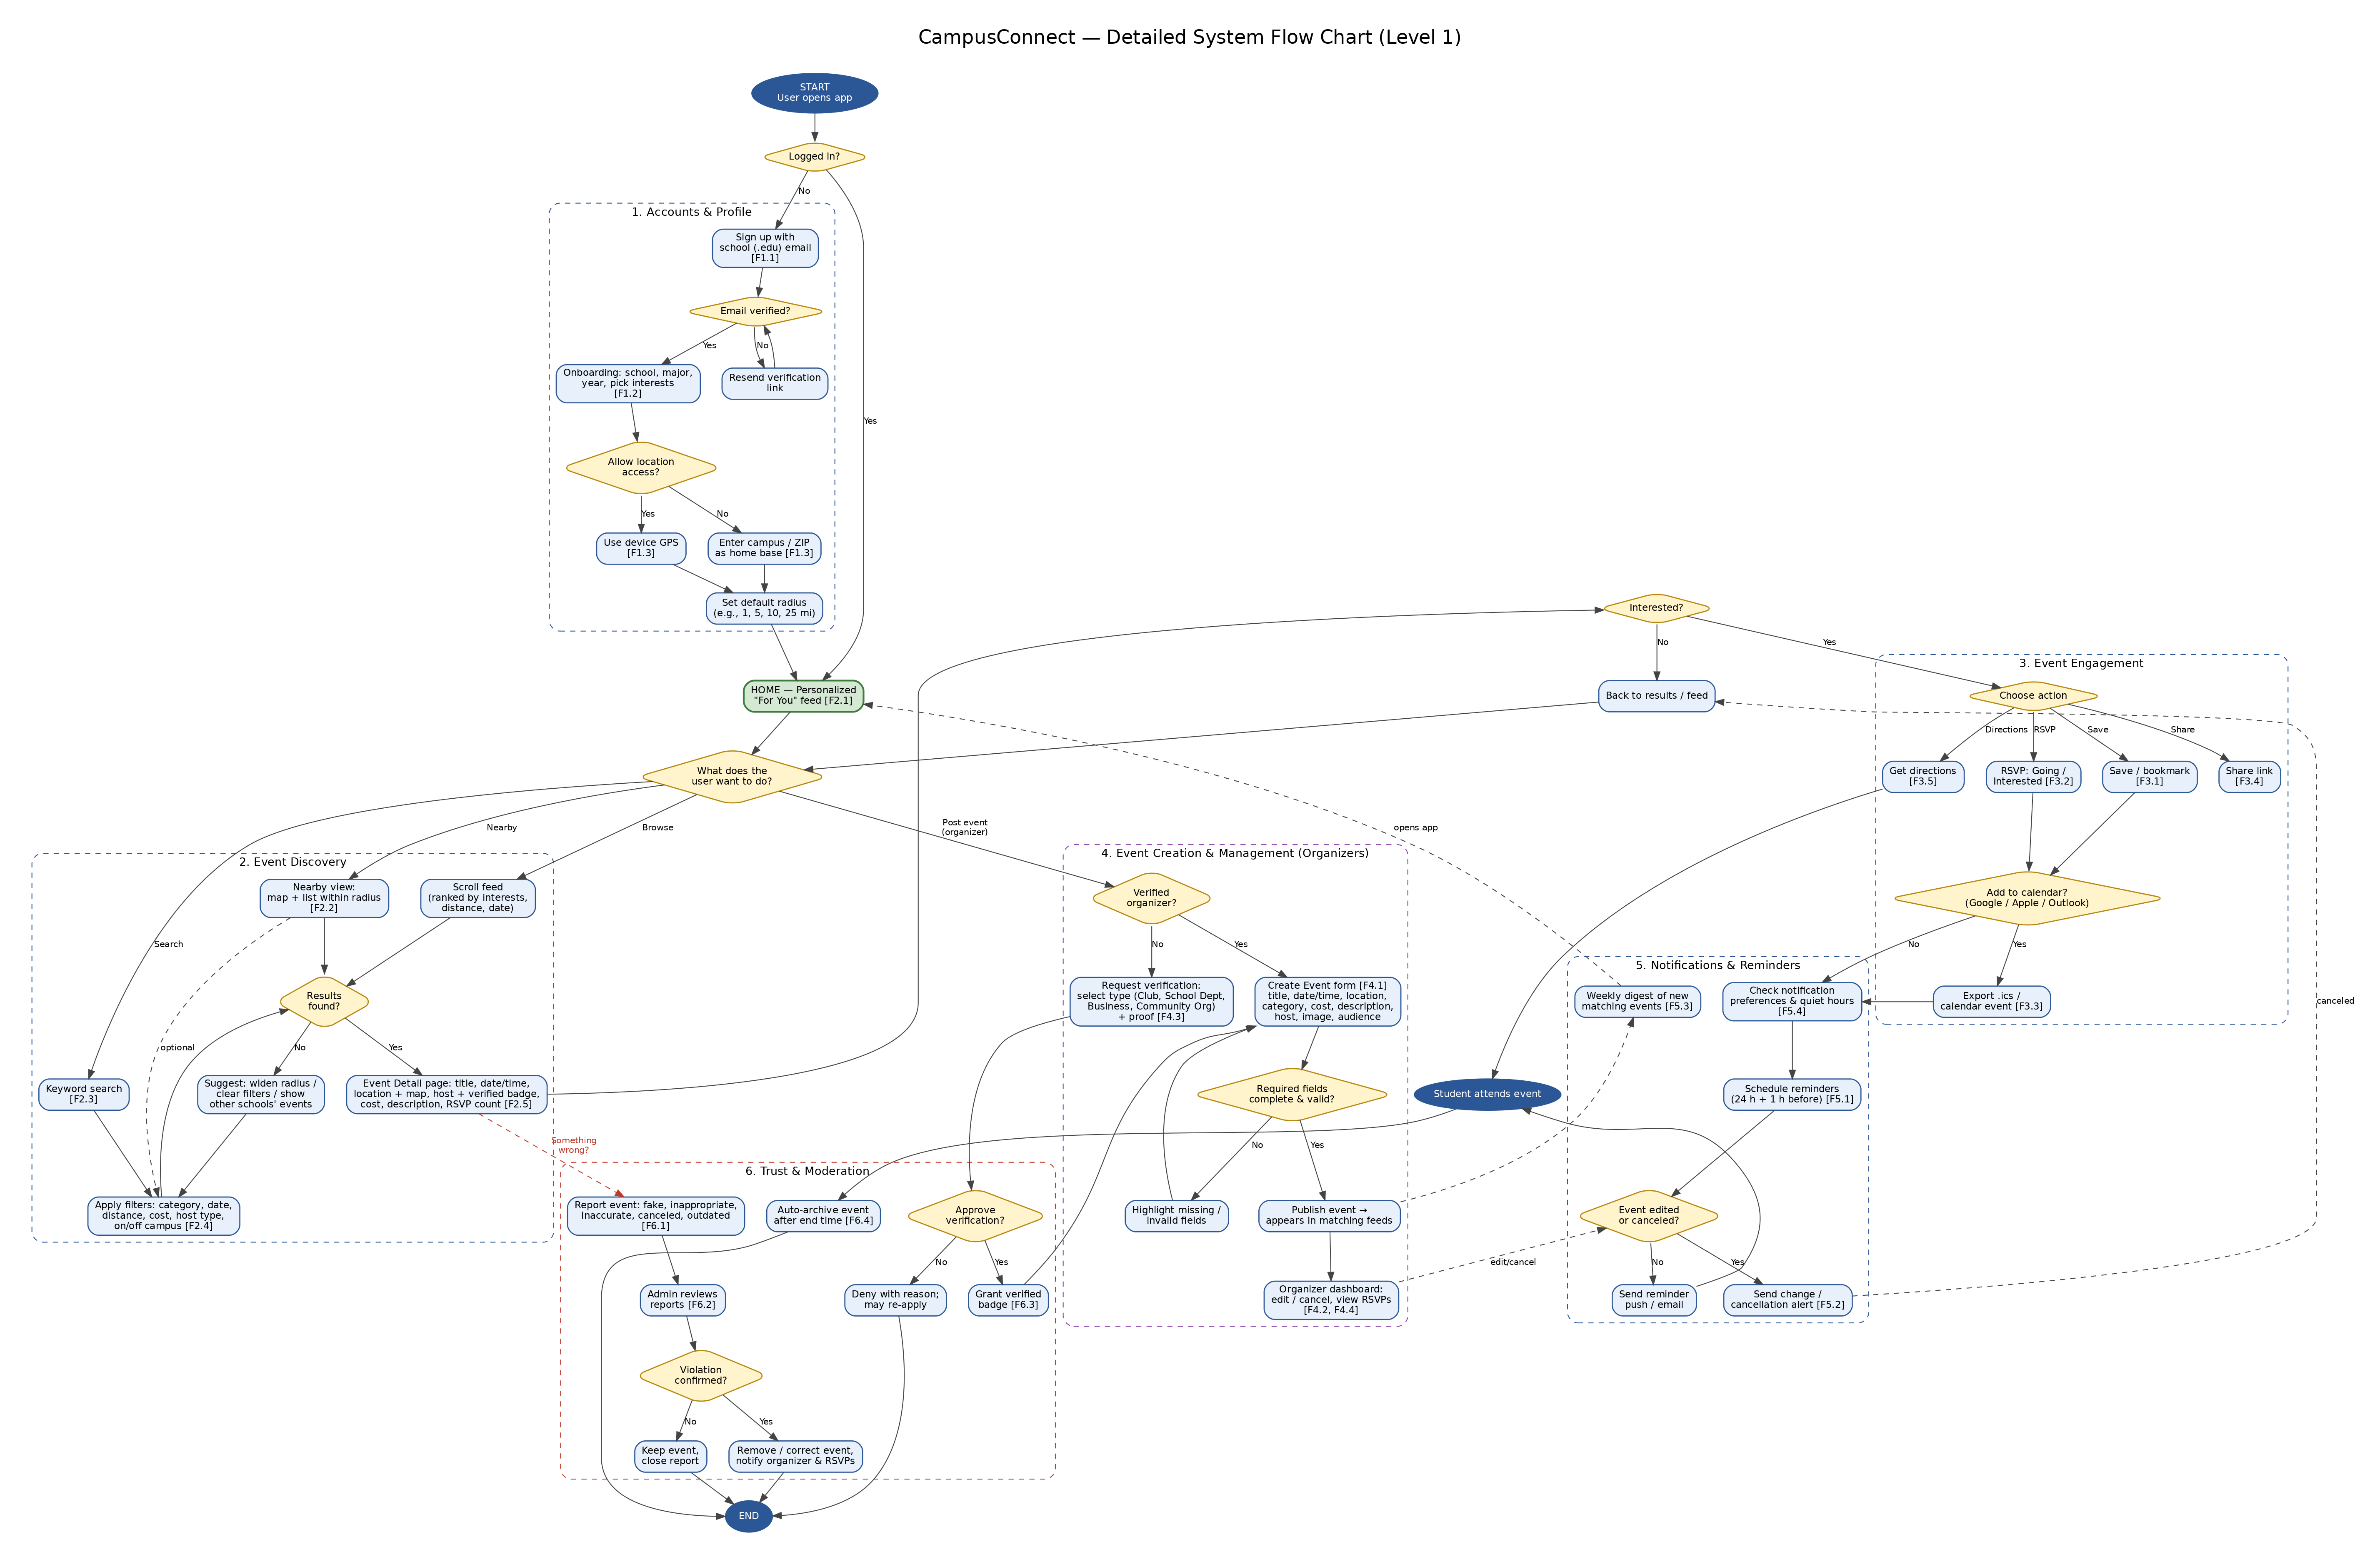 CampusConnect — Detailed System Flow Chart (Level 1)
START
User opens app
Logged in?
No
Yes
1. Accounts & Profile
Sign up with
school (.edu) email
[F1.1]
Email verified?
Yes
No
Onboarding: school, major,
year, pick interests
[F1.2]
Resend verification
link
Allow location
access?
Yes
No
Use device GPS
[F1.3]
Enter campus / ZIP
as home base [F1.3]
Set default radius
(e.g., 1, 5, 10, 25 mi)
HOME — Personalized
"For You" feed [F2.1]
What does the
user want to do?
Search
Nearby
Browse
Post event
(organizer)
opens app
Interested?
No
Yes
Back to results / feed
2. Event Discovery
Nearby view:
map + list within radius
[F2.2]
Scroll feed
(ranked by interests,
distance, date)
Results
found?
optional
No
Yes
Keyword search
[F2.3]
Suggest: widen radius /
clear filters / show
other schools' events
Event Detail page: title, date/time,
location + map, host + verified badge,
cost, description, RSVP count [F2.5]
Apply filters: category, date,
distance, cost, host type,
on/off campus [F2.4]
Something
wrong?
3. Event Engagement
Choose action
Directions
RSVP
Save
Share
Get directions
[F3.5]
RSVP: Going /
Interested [F3.2]
Save / bookmark
[F3.1]
Share link
[F3.4]
Add to calendar?
(Google / Apple / Outlook)
No
Yes
Export .ics /
calendar event [F3.3]
4. Event Creation & Management (Organizers)
Verified
organizer?
No
Yes
Request verification:
select type (Club, School Dept,
Business, Community Org)
+ proof [F4.3]
Create Event form [F4.1]
title, date/time, location,
category, cost, description,
host, image, audience
Required fields
complete & valid?
No
Yes
Highlight missing /
invalid fields
Publish event →
appears in matching feeds
Organizer dashboard:
edit / cancel, view RSVPs
[F4.2, F4.4]
edit/cancel
Student attends event
5. Notifications & Reminders
Weekly digest of new
matching events [F5.3]
Check notification
preferences & quiet hours
[F5.4]
Schedule reminders
(24 h + 1 h before) [F5.1]
Event edited
or canceled?
No
Yes
Send reminder
push / email
Send change /
cancellation alert [F5.2]
canceled
6. Trust & Moderation
Report event: fake, inappropriate,
inaccurate, canceled, outdated
[F6.1]
Auto-archive event
after end time [F6.4]
Approve
verification?
No
Yes
Admin reviews
reports [F6.2]
Deny with reason;
may re-apply
Grant verified
badge [F6.3]
Violation
confirmed?
No
Yes
Keep event,
close report
Remove / correct event,
notify organizer & RSVPs
END